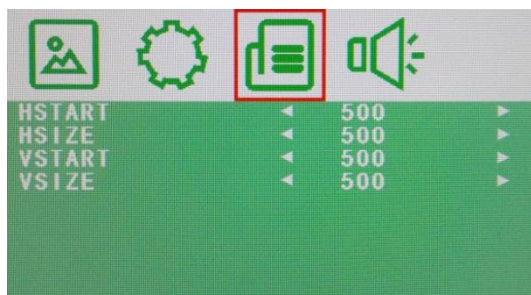 HSTART ◄ 500 ►
HSIZE ◄ 500 ►
VSTART ◄ 500 ►
VSIZE ◄ 500 ►